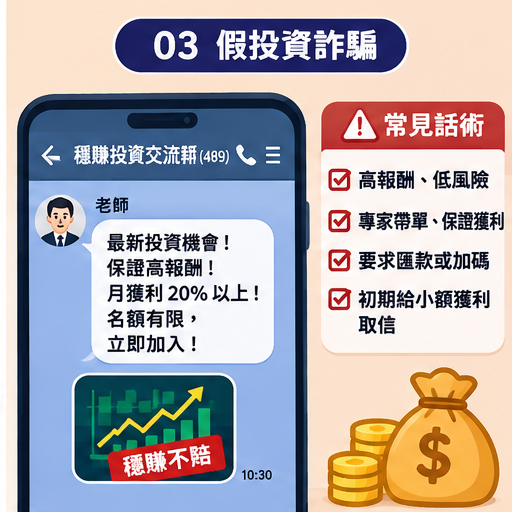 03 假投資詐騙
穩賺投資交流群(489)
老師
最新投資機會！
保證高報酬！
月獲利 20% 以上！
名額有限，
立即加入！
穩賺不賠
10:30
常見話術
高報酬、低風險
專家帶單、保證獲利
要求匯款或加碼
初期給小額獲利
取信
$